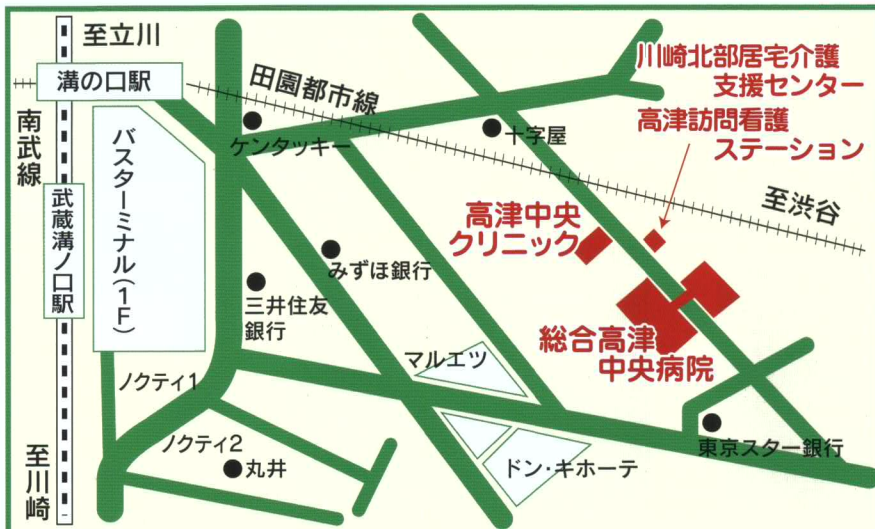 至立川
溝の口駅
田園都市線
南武線
武蔵溝ノ口駅
バスターミナル(1F)
ケンタッキー
十字屋
川崎北部居宅介護
支援センター
高津訪問看護
ステーション
至渋谷
高津中央
クリニック
みずほ銀行
三井住友
銀行
総合高津
中央病院
マルエツ
ノクティ1
ノクティ2
丸井
ドン・キホーテ
東京スター銀行
至川崎